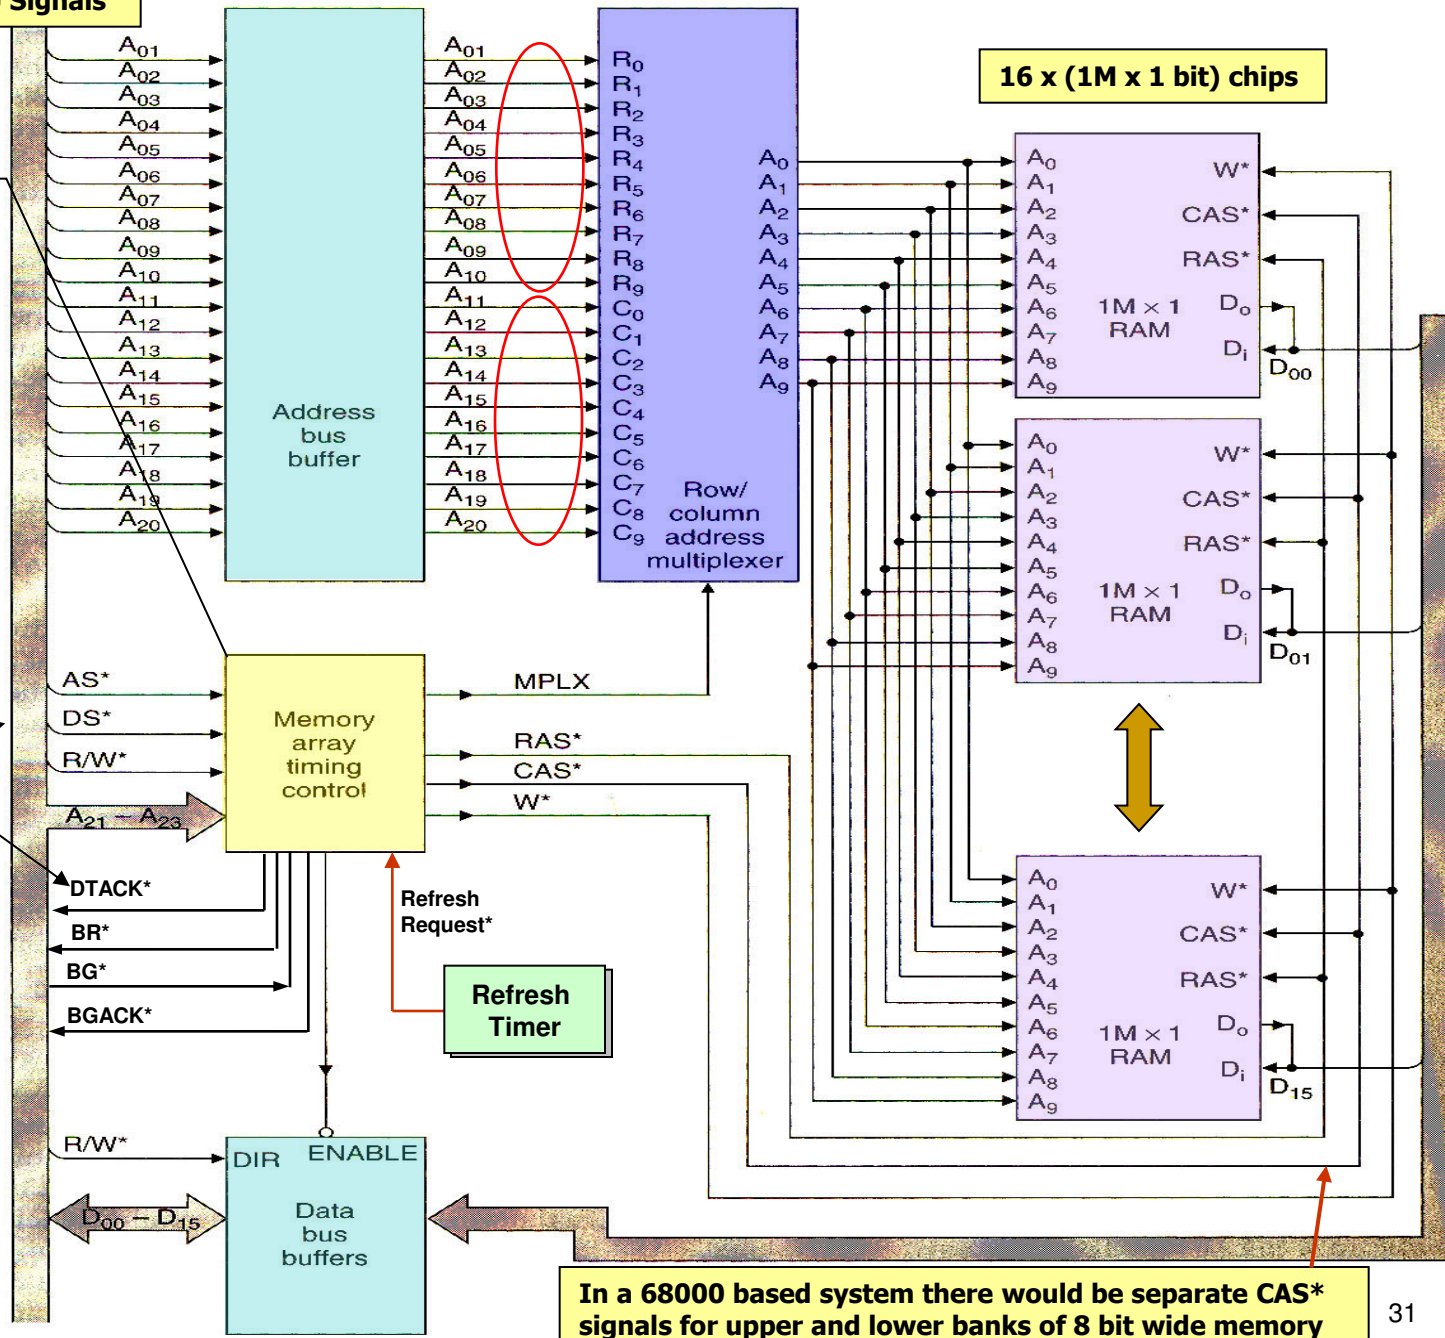 Signals
A01 A01 R0
A02 A02 R1
A03 A03 R2
A04 A04 R3
A05 A05 R4
A06 A06 R5
A07 A07 R6
A08 A08 R7
A09 A09 R8
A10 A10 R9
A11 A11 C0
A12 A12 C1
A13 A13 C2
A14 A14 C3
A15 A15 C4
A16 A16 C5
A17 A17 C6
A18 A18 C7
A19 A19 C8
A20 A20 C9
Address
bus
buffer
Row/
column
address
multiplexer
A0
A1
A2
A3
A4
A5
A6
A7
A8
A9
16 x (1M x 1 bit) chips
A0
A1
A2
A3
A4
A5
A6
A7
A8
A9
W*
CAS*
RAS*
Do
Di
1M × 1
RAM
D00
A0
A1
A2
A3
A4
A5
A6
A7
A8
A9
W*
CAS*
RAS*
Do
Di
1M × 1
RAM
D01
A0
A1
A2
A3
A4
A5
A6
A7
A8
A9
W*
CAS*
RAS*
Do
Di
1M × 1
RAM
D15
AS*
DS*
R/W*
A21 – A23
Memory
array
timing
control
MPLX
RAS*
CAS*
W*
DTACK*
BR*
BG*
BGACK*
Refresh
Request*
Refresh
Timer
R/W*
DIR ENABLE
D00 – D15
Data
bus
buffers
In a 68000 based system there would be separate CAS*
signals for upper and lower banks of 8 bit wide memory
31